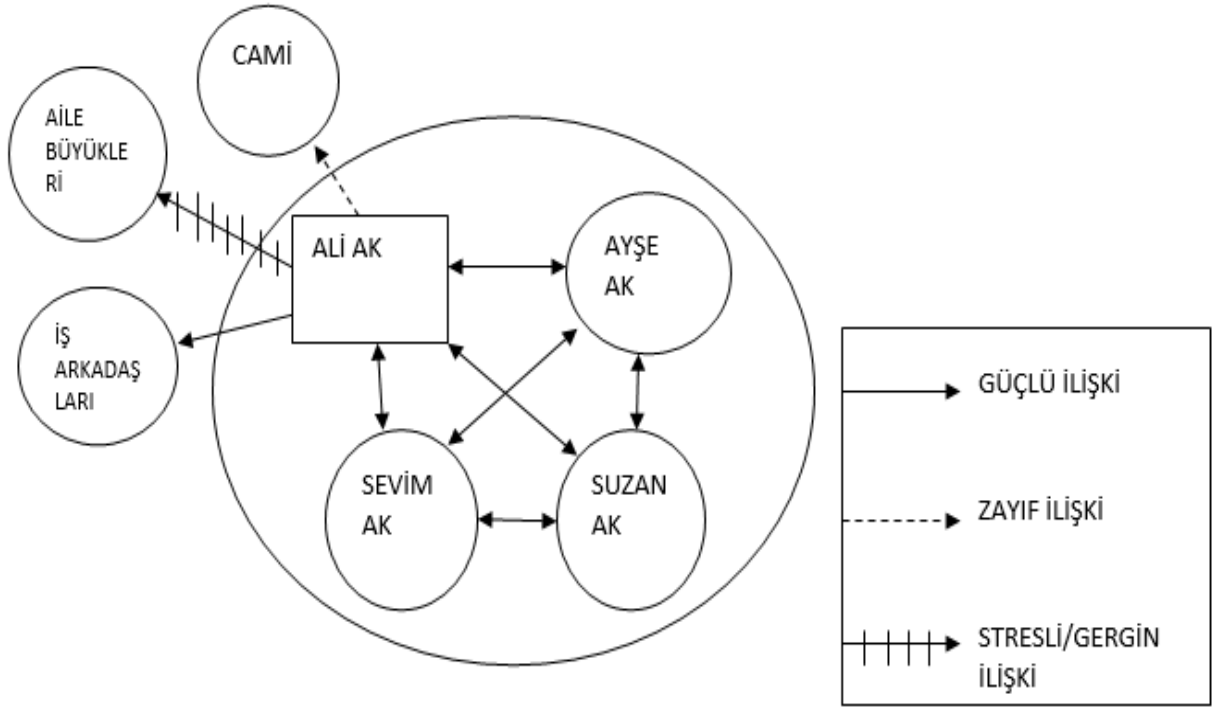 CAMİ
AİLE
BÜYÜKLE
Rİ
ALİ AK
AYŞE
AK
İŞ
ARKADAŞ
LARI
SEVİM
AK
SUZAN
AK
GÜÇLÜ İLİŞKİ
ZAYIF İLİŞKİ
STRESLİ/GERGİN
İLİŞKİ